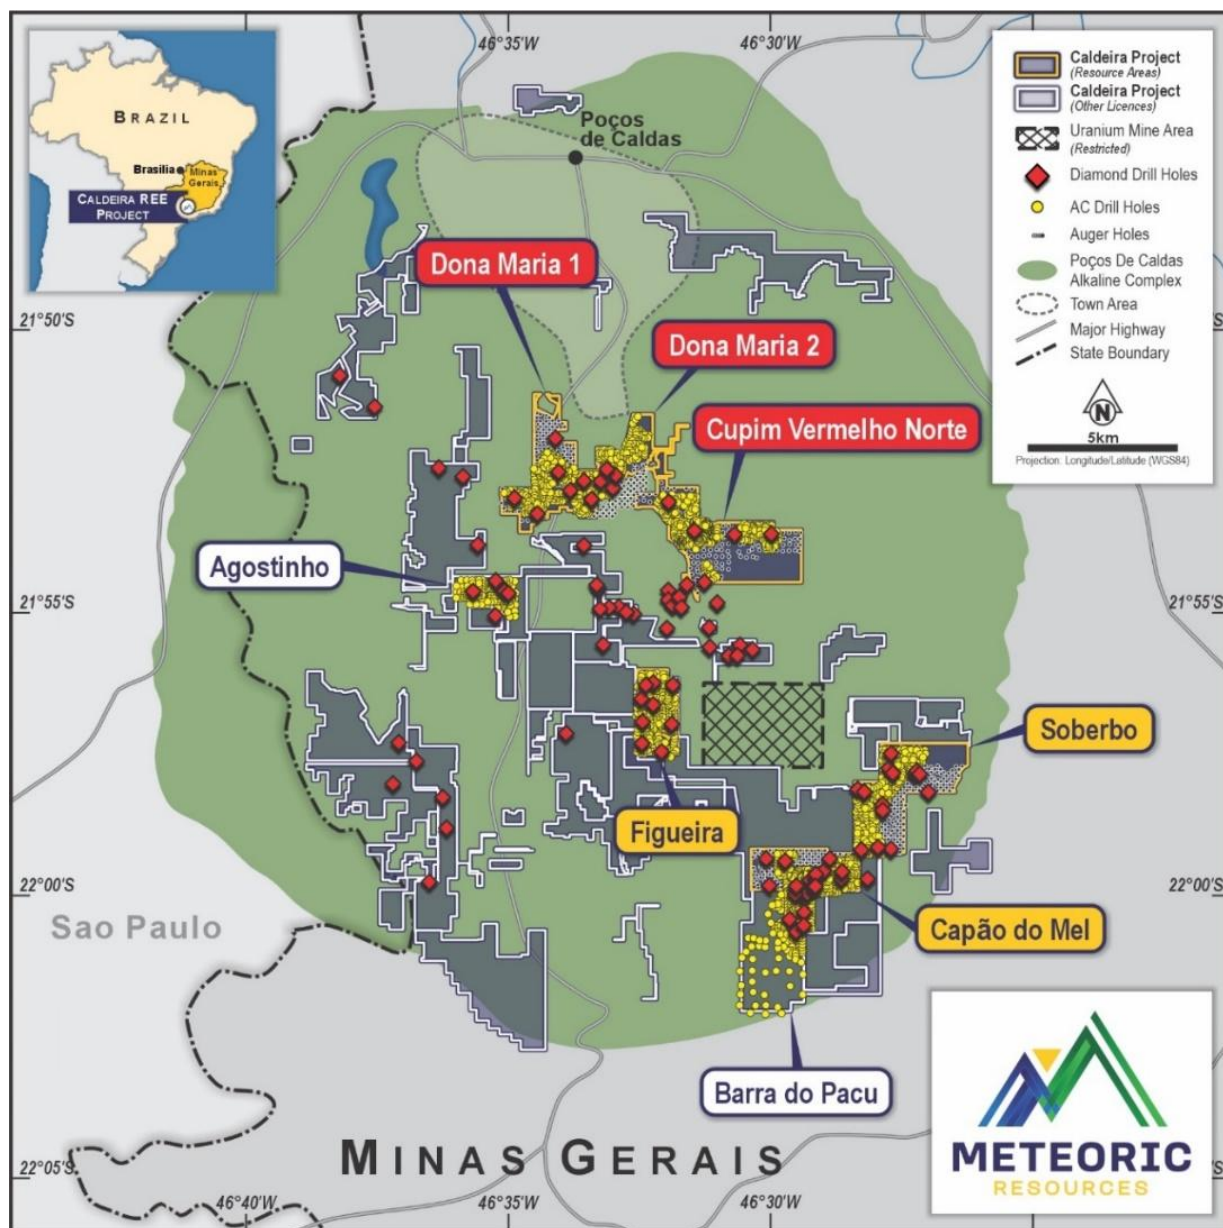 46°35'W
46°30'W
BRAZIL
Brasília
Minas
Gerais
CALDEIRA REE
PROJECT
Poços
de Caldas
Caldeira Project
(Resource Areas)
Caldeira Project
(Other Licences)
Uranium Mine Area
(Restricted)
Diamond Drill Holes
AC Drill Holes
Auger Holes
Poços De Caldas
Alkaline Complex
Town Area
Major Highway
State Boundary
N
5km
Projection: Longitude/Latitude (WGS84)
Dona Maria 1
21°50'S
Dona Maria 2
Cupim Vermelho Norte
Agostinho
21°55'S
21°55'S
Soberbo
Figueira
22°00'S
22°00'S
Sao Paulo
Capão do Mel
Barra do Pacu
MINAS GERAIS
METEORIC
RESOURCES
22°05'S
46°40'W
46°35'W
46°30'W